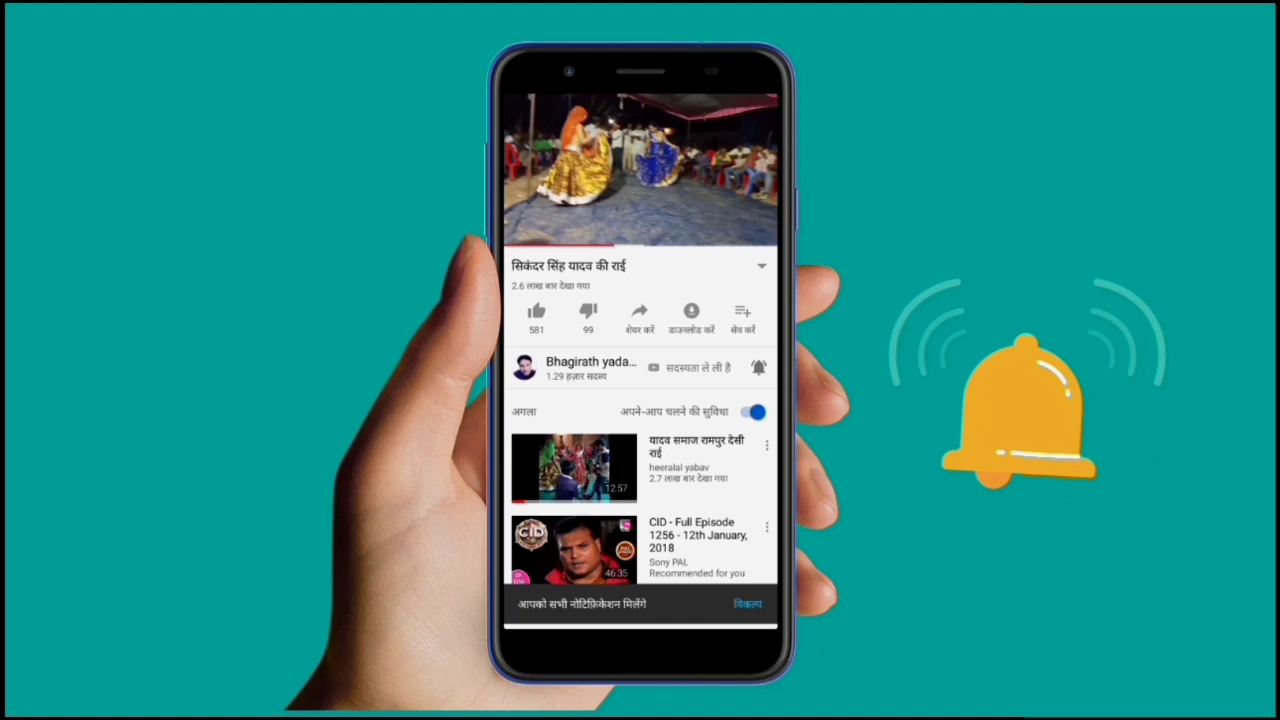 सिकंदर सिंह यादव की राई
2.6 लाख बार देखा गया
581
99
शेयर करें
डाउनलोड करें
सेव करें
Bhagirath yada...
1.29 हज़ार सदस्य
सदस्यता ले ली है
अगला
अपने-आप चलने की सुविधा
यादव समाज रामपुर देसी
राई
heeralal yabav
2.7 लाख बार देखा गया
12:57
CID - Full Episode
1256 - 12th January,
2018
Sony PAL
Recommended for you
CID
1256
46:35
आपको सभी नोटिफ़िकेशन मिलेंगे
विकल्प